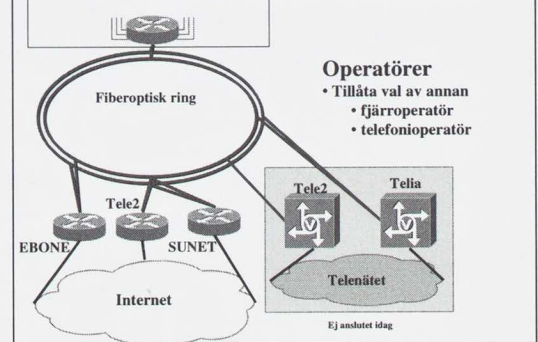 Fiberoptisk ring
Operatörer
• Tillåta val av annan
• fjärroperatör
• telefonioperatör
Tele2
EBONE
SUNET
Internet
Tele2
Telia
V
V
Telenätet
Ej anslutet idag